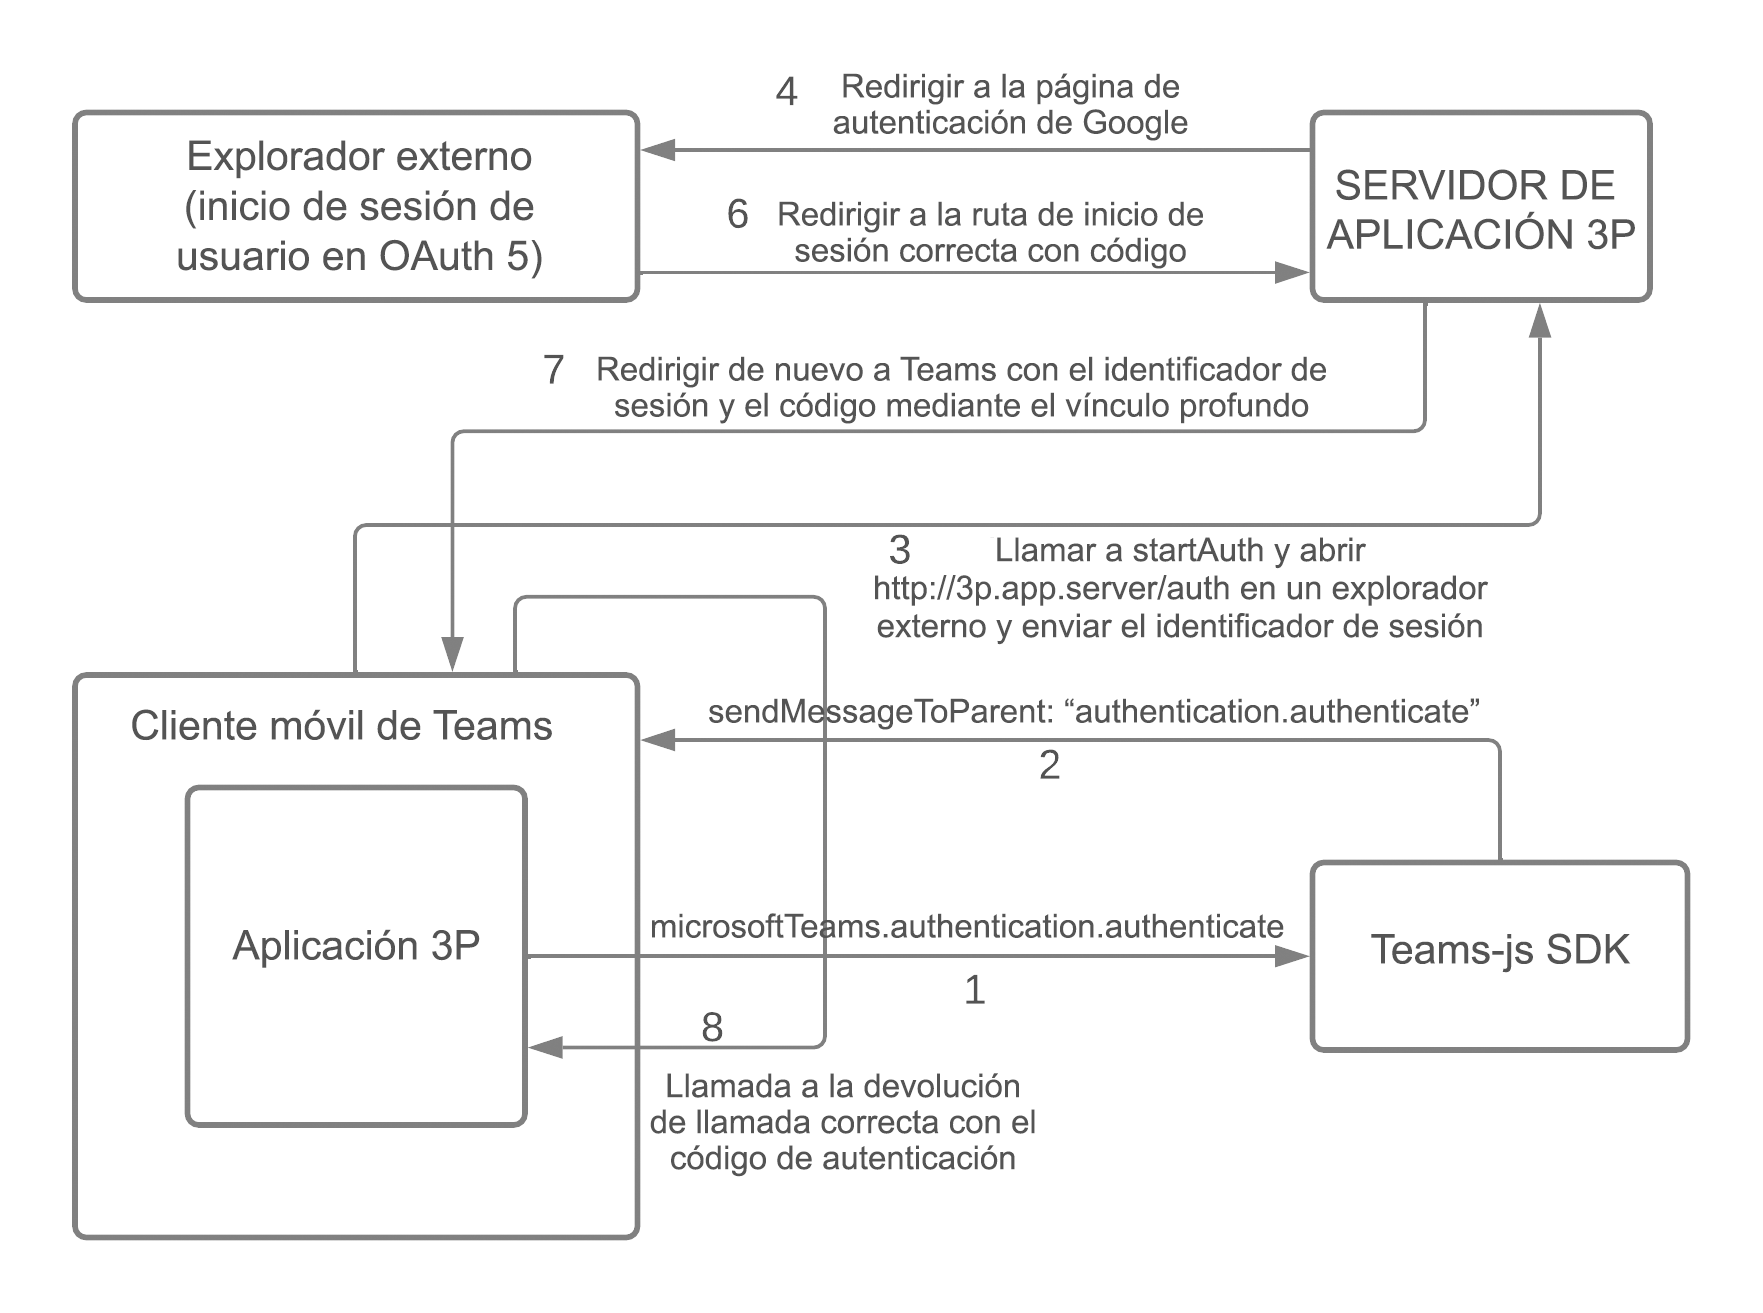 4
Redirigir a la página de
autenticación de Google
Explorador externo
(inicio de sesión de
usuario en OAuth 5)
SERVIDOR DE
APLICACIÓN 3P
6
Redirigir a la ruta de inicio de
sesión correcta con código
7
Redirigir de nuevo a Teams con el identificador de
sesión y el código mediante el vínculo profundo
3
Llamar a startAuth y abrir
http://3p.app.server/auth en un explorador
externo y enviar el identificador de sesión
Cliente móvil de Teams
sendMessageToParent: “authentication.authenticate”
2
Aplicación 3P
microsoftTeams.authentication.authenticate
1
Teams-js SDK
8
Llamada a la devolución
de llamada correcta con el
código de autenticación